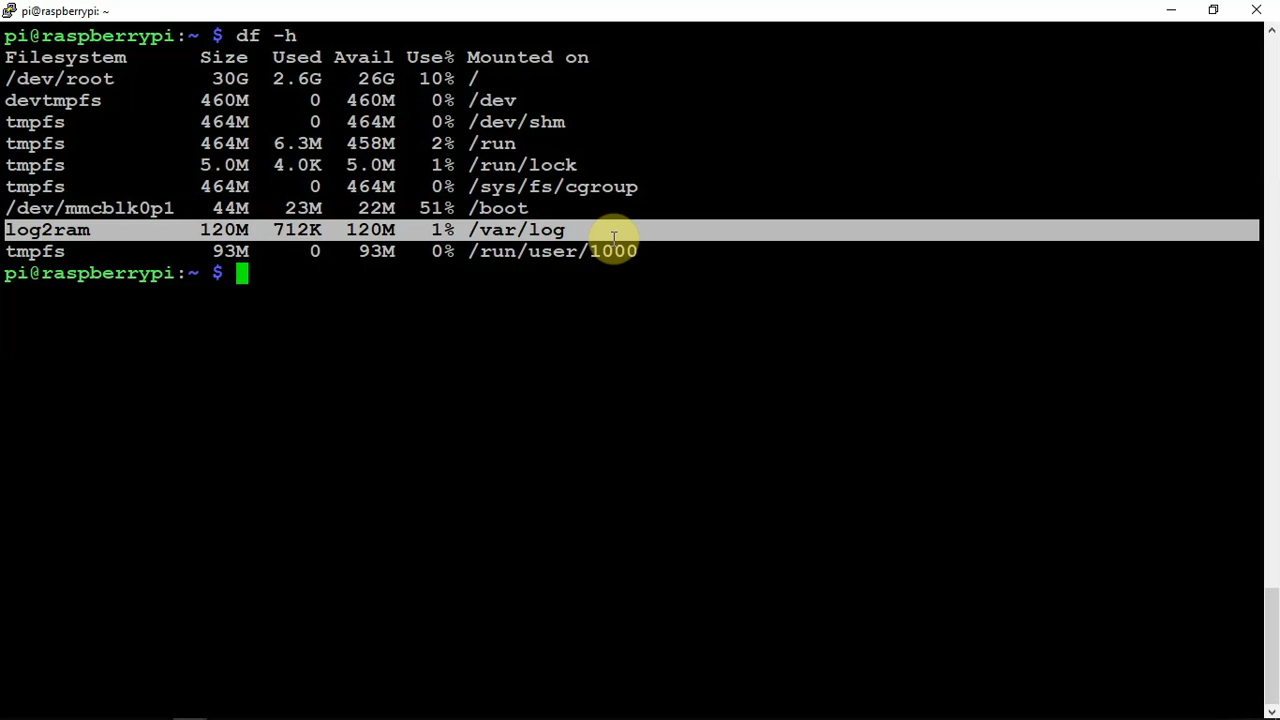 pi@raspberrypi: ~
pi@raspberrypi:~ $ df -h
Filesystem      Size  Used Avail Use% Mounted on
/dev/root        30G  2.6G   26G  10% /
devtmpfs        460M     0  460M   0% /dev
tmpfs           464M     0  464M   0% /dev/shm
tmpfs           464M  6.3M  458M   2% /run
tmpfs           5.0M  4.0K  5.0M   1% /run/lock
tmpfs           464M     0  464M   0% /sys/fs/cgroup
/dev/mmcblk0p1   44M   23M   22M  51% /boot
log2ram         120M  712K  120M   1% /var/log
tmpfs            93M     0   93M   0% /run/user/1000
pi@raspberrypi:~ $